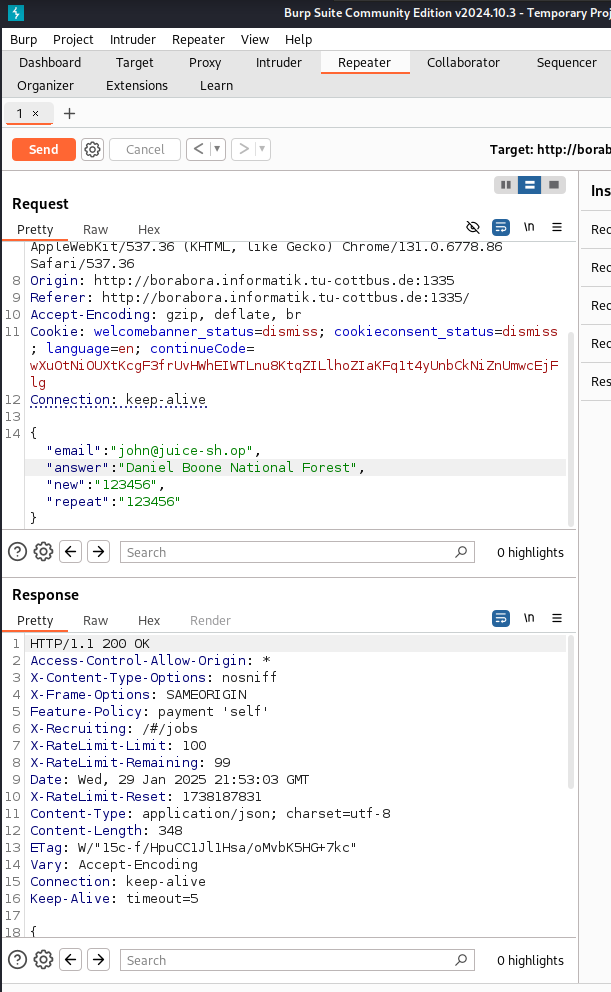 Burp Suite Community Edition v2024.10.3 - Temporary Proj
Burp Project Intruder Repeater View Help
Dashboard Target Proxy Intruder Repeater Collaborator Sequencer
Organizer Extensions Learn
1 × +
Send Cancel < > Target: http://borabo
Request
Pretty Raw Hex \n
AppleWebKit/537.36 (KHTML, like Gecko) Chrome/131.0.6778.86
Safari/537.36
8 Origin: http://borabora.informatik.tu-cottbus.de:1335
9 Referer: http://borabora.informatik.tu-cottbus.de:1335/
10 Accept-Encoding: gzip, deflate, br
11 Cookie: welcomebanner_status=dismiss; cookieconsent_status=dismiss
; language=en; continueCode=
wXuOtNiOUXtKcgF3frUvHWhEIWTLnu8KtqZILlhoZIaKFq1t4yUnbCkNiZnUmwcEjF
lg
12 Connection: keep-alive
13
14 {
"email":"john@juice-sh.op",
"answer":"Daniel Boone National Forest",
"new":"123456",
"repeat":"123456"
}
Search 0 highlights
Response
Pretty Raw Hex Render \n
1 HTTP/1.1 200 OK
2 Access-Control-Allow-Origin: *
3 X-Content-Type-Options: nosniff
4 X-Frame-Options: SAMEORIGIN
5 Feature-Policy: payment 'self'
6 X-Recruiting: /#/jobs
7 X-RateLimit-Limit: 100
8 X-RateLimit-Remaining: 99
9 Date: Wed, 29 Jan 2025 21:53:03 GMT
10 X-RateLimit-Reset: 1738187831
11 Content-Type: application/json; charset=utf-8
12 Content-Length: 348
13 ETag: W/"15c-f/HpuCC1Jl1Hsa/oMvbK5HG+7kc"
14 Vary: Accept-Encoding
15 Connection: keep-alive
16 Keep-Alive: timeout=5
17
18 {
Search 0 highlights
Ins
Rec
Rec
Rec
Rec
Res